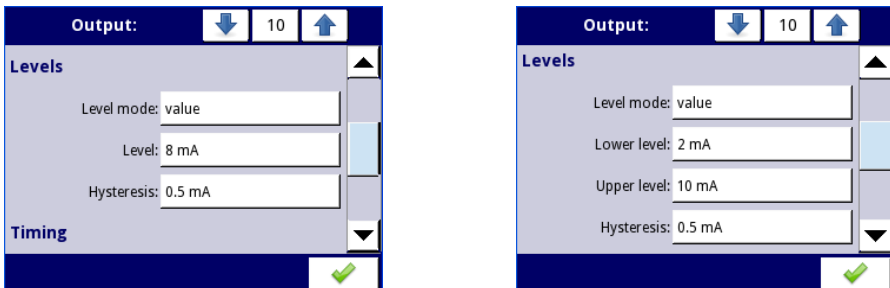 Output: 10
Levels
Level mode: value
Level: 8 mA
Hysteresis: 0.5 mA
Timing
Output: 10
Levels
Level mode: value
Lower level: 2 mA
Upper level: 10 mA
Hysteresis: 0.5 mA